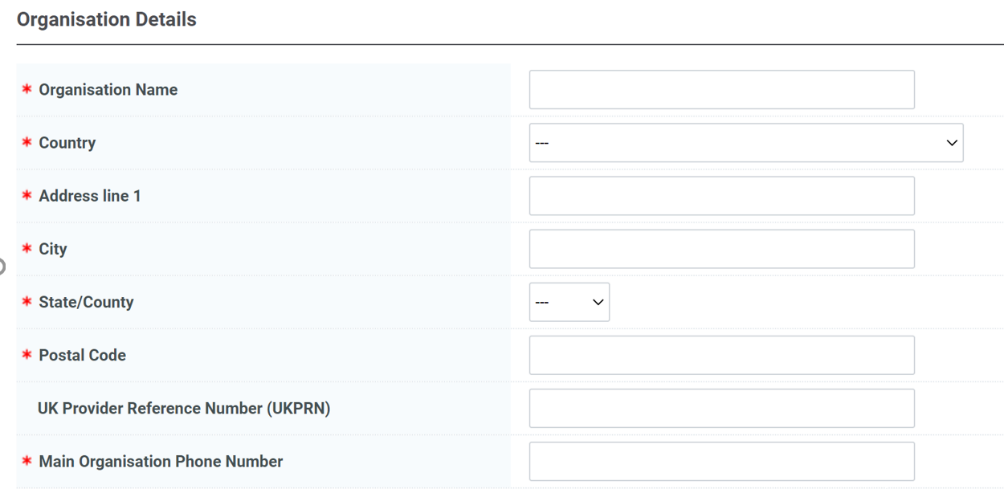 Organisation Details
* Organisation Name
* Country
---
* Address line 1
* City
* State/County
---
* Postal Code
UK Provider Reference Number (UKPRN)
* Main Organisation Phone Number